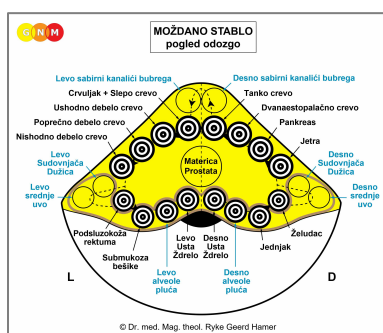 GNM
MOŽDANO STABLO
pogled odozgo
Levo sabirni kanalići bubrega
Desno sabirni kanalići bubrega
Crvuljak + Slepo crevo
Tanko crevo
Ushodno debelo crevo
Dvanaestopalačno crevo
Poprečno debelo crevo
Pankreas
Nishodno debelo crevo
Jetra
Levo
Sudovnjača
Dužica
Desno
Sudovnjača
Dužica
Materica
Prostata
Levo
srednje
uvo
Desno
srednje
uvo
Podsluzokoža
rektuma
Submukoza
bešike
Levo
alveole
pluća
Levo
Usta
Ždrelo
Desno
Usta
Ždrelo
Desno
alveole
pluća
Jednjak
Želudac
L
D
© Dr. med. Mag. theol. Ryke Geerd Hamer